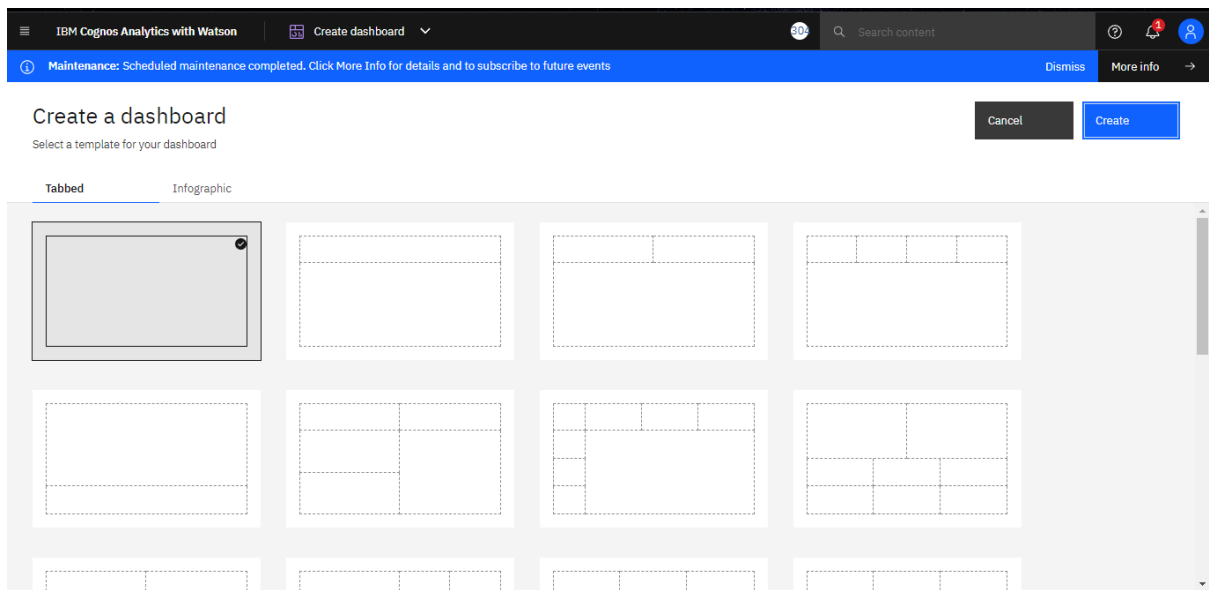 IBM Cognos Analytics with Watson
Create dashboard
304
Search content
1
Maintenance: Scheduled maintenance completed. Click More Info for details and to subscribe to future events
Dismiss
More info
Create a dashboard
Cancel
Create
Select a template for your dashboard
Tabbed
Infographic